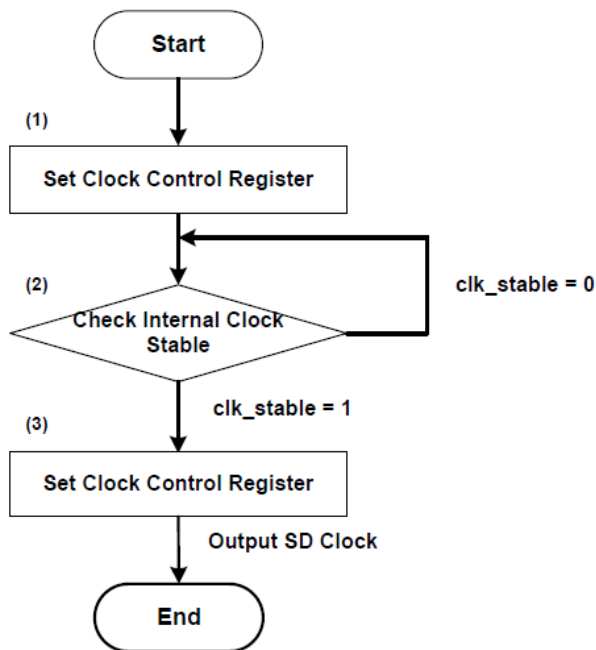 Start
(1)
Set Clock Control Register
(2)
clk_stable = 0
Check Internal Clock
Stable
clk_stable = 1
(3)
Set Clock Control Register
Output SD Clock
End